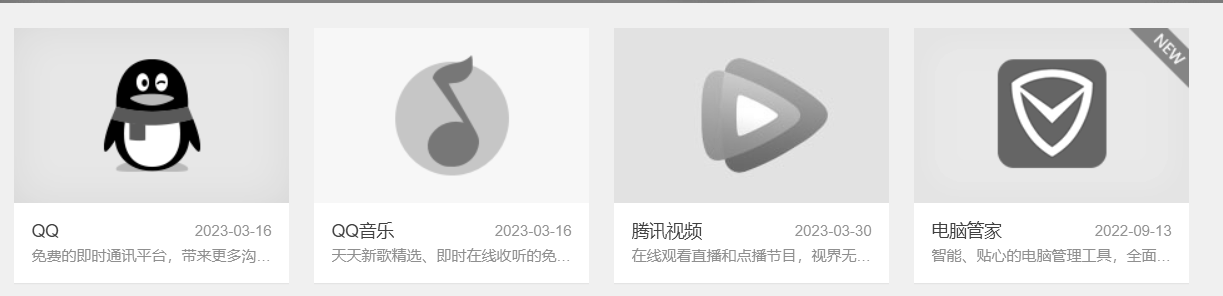 NEW
QQ 2023-03-16
免费的即时通讯平台，带来更多沟...
QQ音乐 2023-03-16
天天新歌精选、即时在线收听的免...
腾讯视频 2023-03-30
在线观看直播和点播节目，视界无...
电脑管家 2022-09-13
智能、贴心的电脑管理工具，全面...